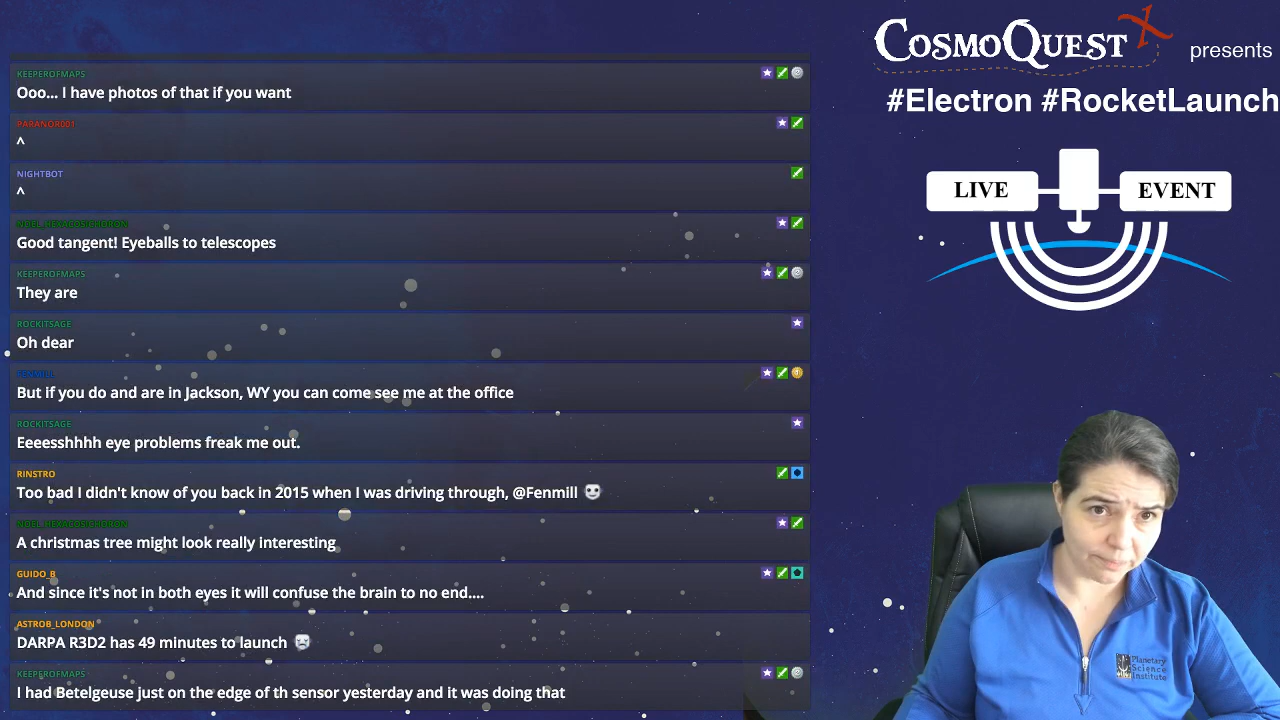 COSMOQUEST X presents
#Electron #RocketLaunch
LIVE EVENT
KEEPEROFMAPS
Ooo... I have photos of that if you want
PARANOR001
^
NIGHTBOT
^
NOEL_HEXACOSICHORON
Good tangent! Eyeballs to telescopes
KEEPEROFMAPS
They are
ROCKITSAGE
Oh dear
FENMILL
But if you do and are in Jackson, WY you can come see me at the office
ROCKITSAGE
Eeeesshhhh eye problems freak me out.
RINSTRO
Too bad I didn't know of you back in 2015 when I was driving through, @Fenmill
NOEL_HEXACOSICHORON
A christmas tree might look really interesting
GUIDO_B
And since it's not in both eyes it will confuse the brain to no end....
ASTROB_LONDON
DARPA R3D2 has 49 minutes to launch
KEEPEROFMAPS
I had Betelgeuse just on the edge of th sensor yesterday and it was doing that
Planetary
Science
Institute